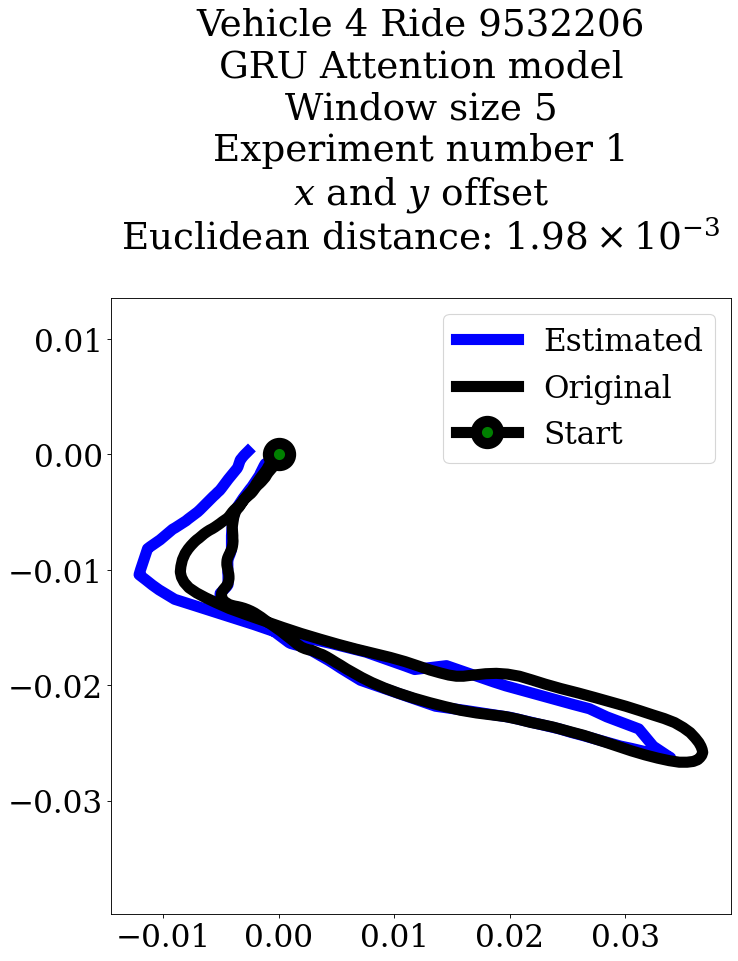 Vehicle 4 Ride 9532206
GRU Attention model
Window size 5
Experiment number 1
x and y offset
Euclidean distance: 1.98 × 10⁻³
Estimated
Original
Start
0.01
0.00
−0.01
−0.02
−0.03
−0.01 0.00 0.01 0.02 0.03